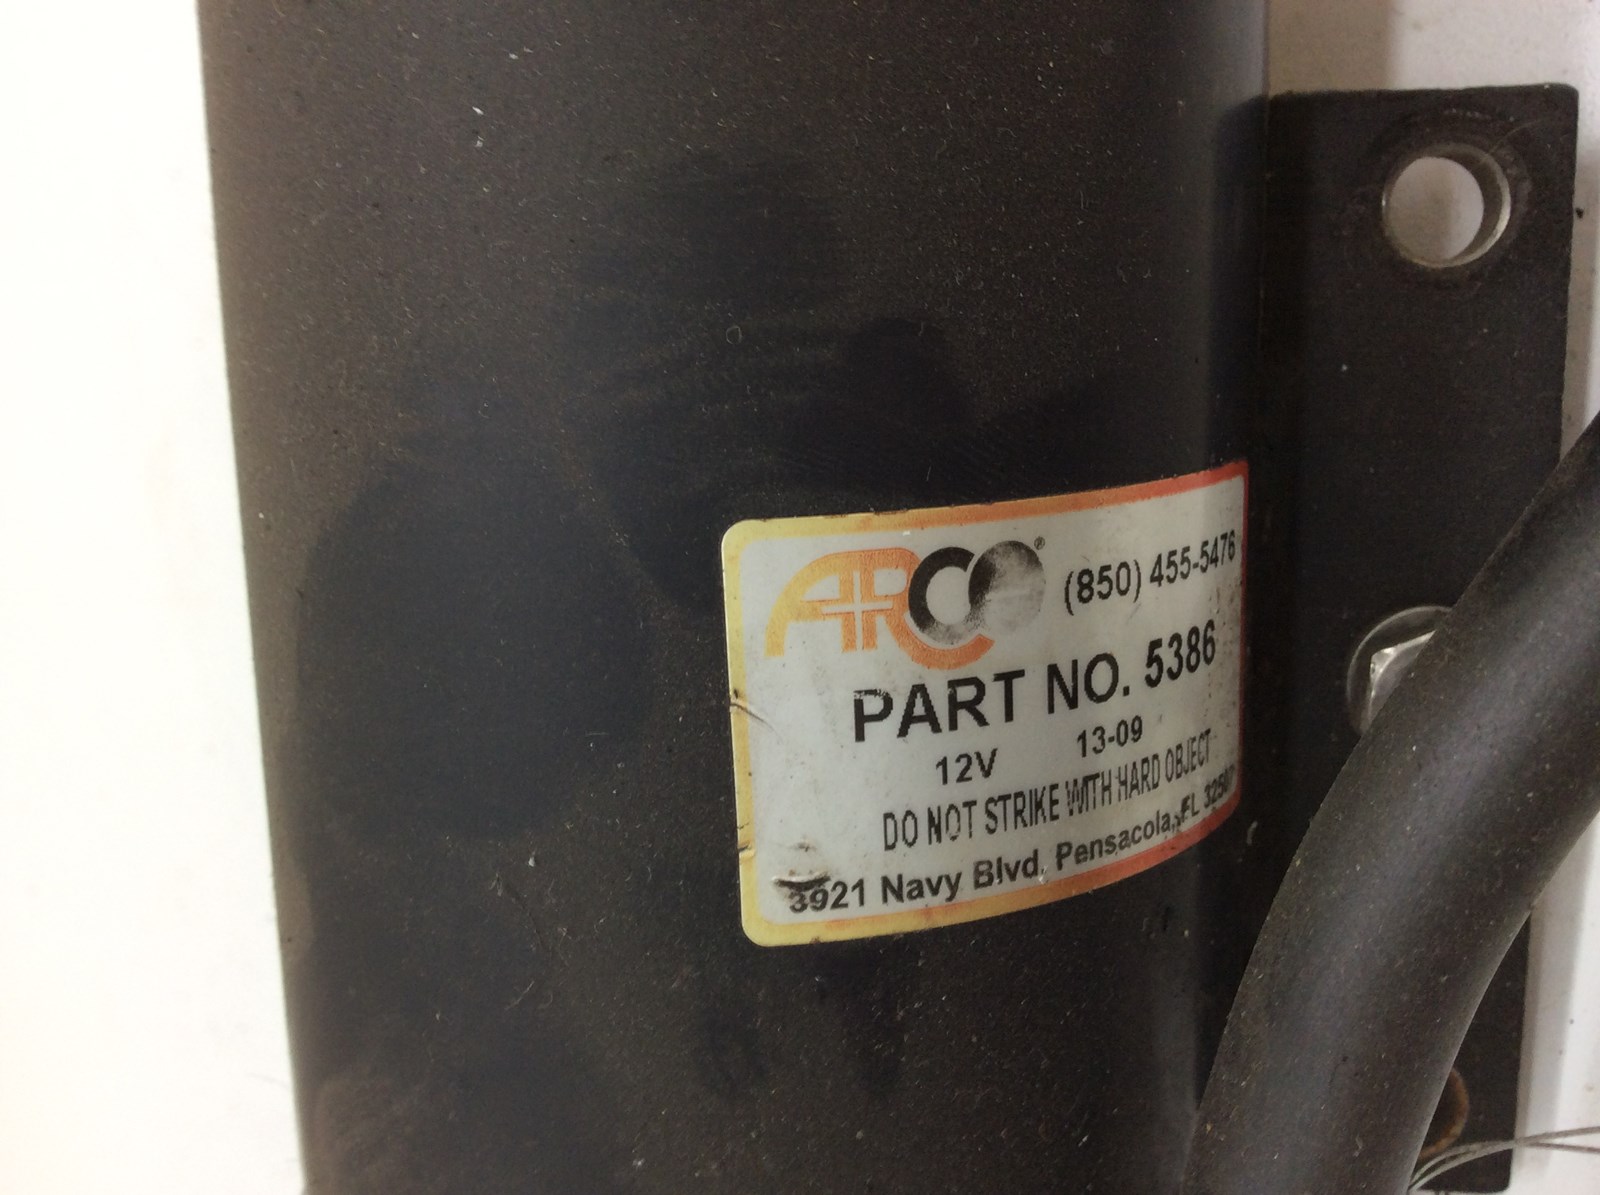 ARCO® (850) 455-5476
PART NO. 5386
12V 13-09
DO NOT STRIKE WITH HARD OBJECT
3921 Navy Blvd. Pensacola, FL